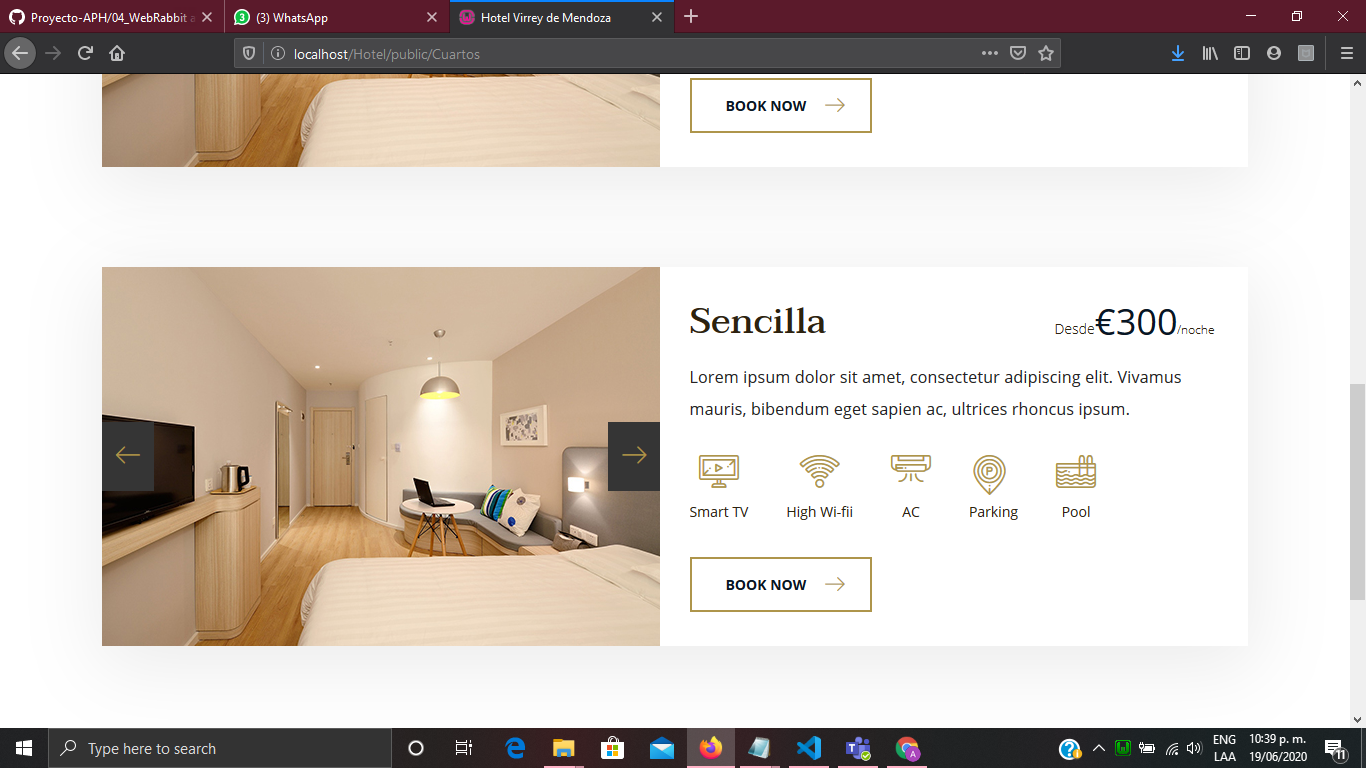 Proyecto-APH/04_WebRabbit a
(3) WhatsApp
Hotel Virrey de Mendoza
localhost/Hotel/public/Cuartos
BOOK NOW
Sencilla
Desde€300/noche
Lorem ipsum dolor sit amet, consectetur adipiscing elit. Vivamus
mauris, bibendum eget sapien ac, ultrices rhoncus ipsum.
Smart TV High Wi-fii AC Parking Pool
BOOK NOW
Type here to search
ENG 10:39 p. m.
LAA 19/06/2020
11